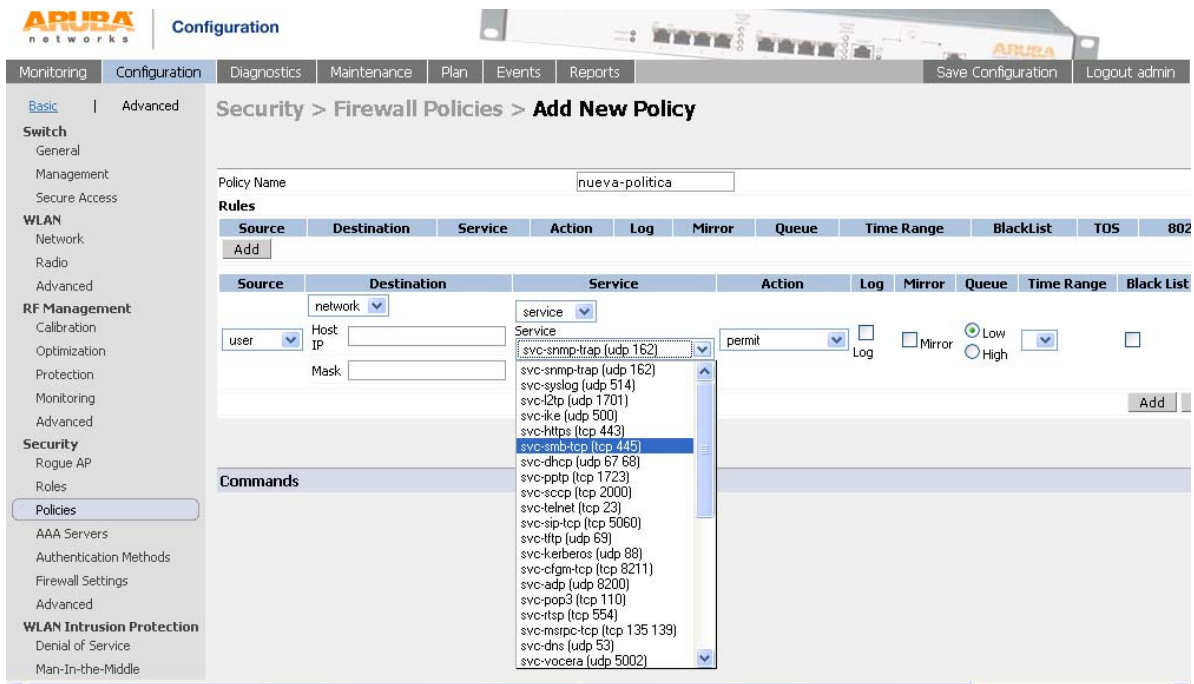 ARUBA
networks
Configuration
ARUBA
Monitoring Configuration Diagnostics Maintenance Plan Events Reports Save Configuration Logout admin
Basic | Advanced
Security > Firewall Policies > Add New Policy
Switch
General
Management
Secure Access
WLAN
Network
Radio
Advanced
RF Management
Calibration
Optimization
Protection
Monitoring
Advanced
Security
Rogue AP
Roles
Policies
AAA Servers
Authentication Methods
Firewall Settings
Advanced
WLAN Intrusion Protection
Denial of Service
Man-In-the-Middle
Policy Name nueva-politica
Rules
Source Destination Service Action Log Mirror Queue Time Range BlackList TOS 802
Add
Source Destination Service Action Log Mirror Queue Time Range Black List
user
network
Host IP
Mask
service
Service
svc-snmp-trap (udp 162)
permit
Log
Mirror
Low
High
svc-snmp-trap (udp 162)
svc-syslog (udp 514)
svc-l2tp (udp 1701)
svc-ike (udp 500)
svc-https (tcp 443)
svc-smb-tcp (tcp 445)
svc-dhcp (udp 67 68)
svc-pptp (tcp 1723)
svc-sccp (tcp 2000)
svc-telnet (tcp 23)
svc-sip-tcp (tcp 5060)
svc-tftp (udp 69)
svc-kerberos (udp 88)
svc-cfgm-tcp (tcp 8211)
svc-adp (udp 8200)
svc-pop3 (tcp 110)
svc-rtsp (tcp 554)
svc-msrpc-tcp (tcp 135 139)
svc-dns (udp 53)
svc-vocera (udp 5002)
Add
Commands